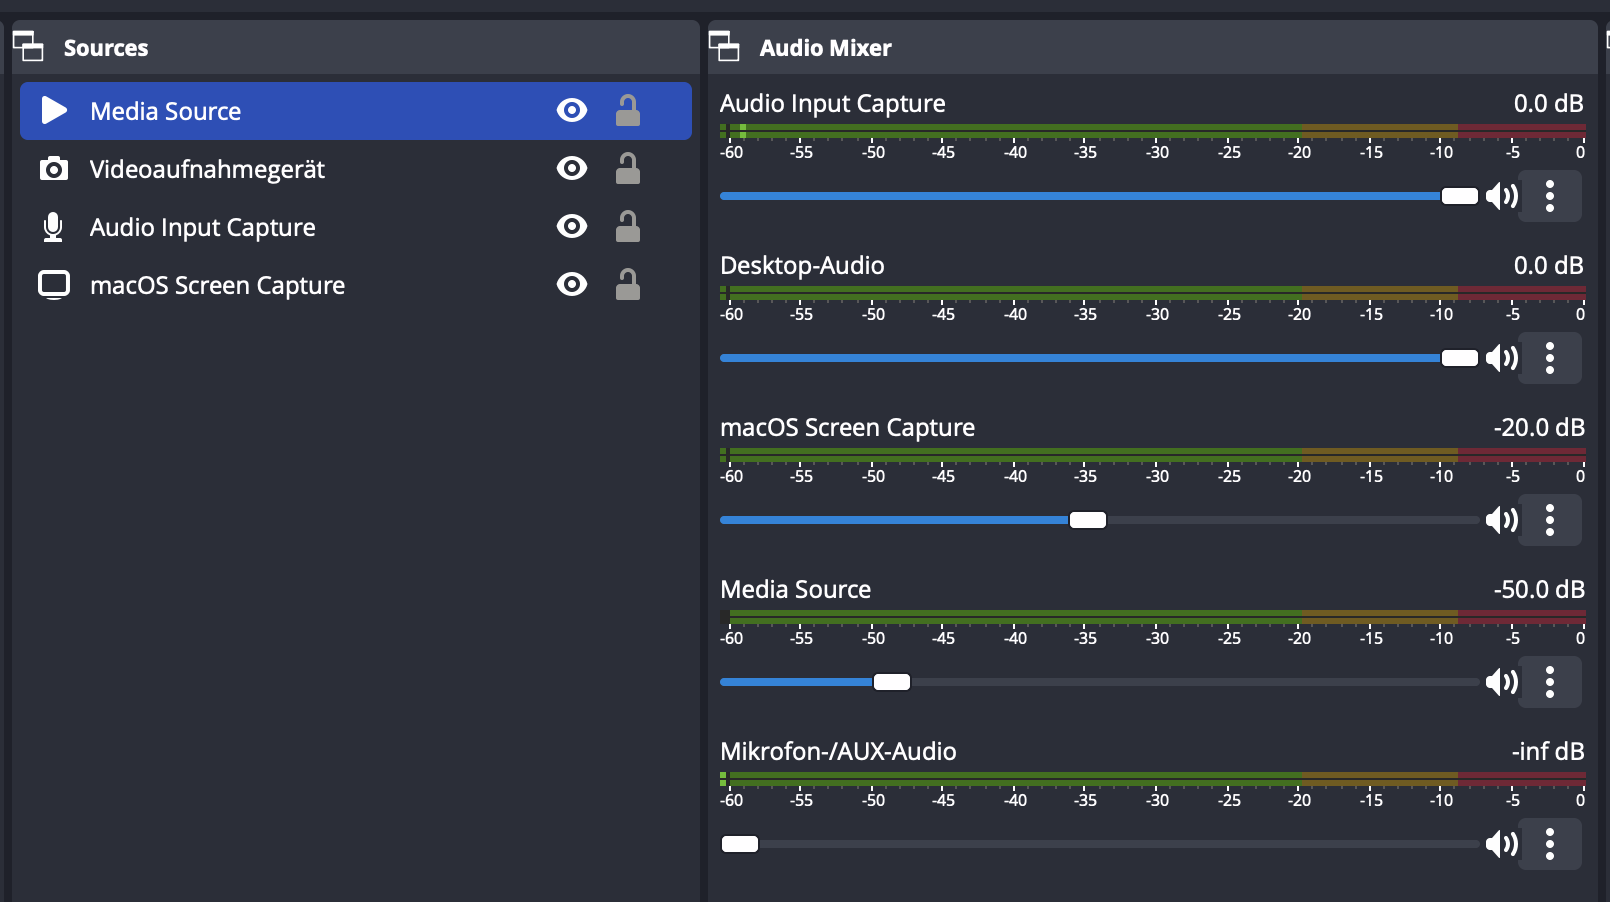 Sources
Media Source
Videoaufnahmegerät
Audio Input Capture
macOS Screen Capture
Audio Mixer
Audio Input Capture 0.0 dB
-60 -55 -50 -45 -40 -35 -30 -25 -20 -15 -10 -5 0
Desktop-Audio 0.0 dB
-60 -55 -50 -45 -40 -35 -30 -25 -20 -15 -10 -5 0
macOS Screen Capture -20.0 dB
-60 -55 -50 -45 -40 -35 -30 -25 -20 -15 -10 -5 0
Media Source -50.0 dB
-60 -55 -50 -45 -40 -35 -30 -25 -20 -15 -10 -5 0
Mikrofon-/AUX-Audio -inf dB
-60 -55 -50 -45 -40 -35 -30 -25 -20 -15 -10 -5 0